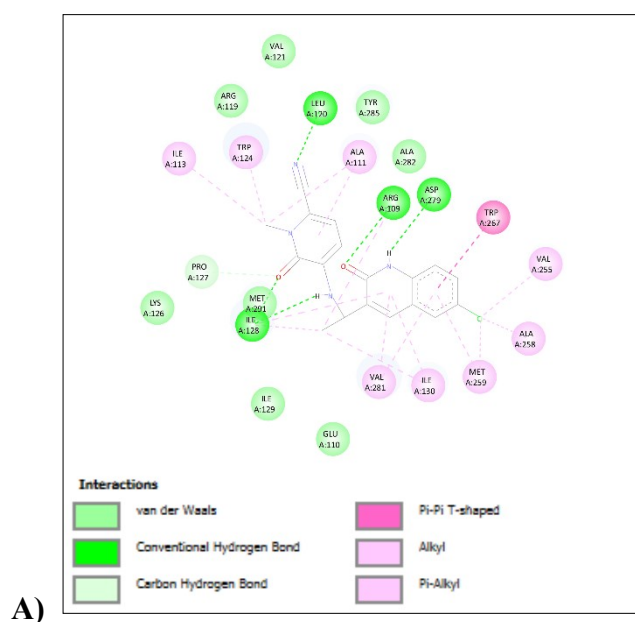 VAL
A:121
ARG
A:119
LEU
A:120
TYR
A:285
ILE
A:113
TRP
A:124
ALA
A:111
ALA
A:282
ARG
A:109
ASP
A:279
TRP
A:267
N
N
H
N
O
O
PRO
A:127
VAL
A:255
LYS
A:126
MET
A:291
H
N
ILE
A:128
Cl
ALA
A:258
VAL
A:281
ILE
A:130
MET
A:259
ILE
A:129
GLU
A:110
Interactions
van der Waals
Pi-Pi T-shaped
Conventional Hydrogen Bond
Alkyl
Carbon Hydrogen Bond
Pi-Alkyl
A)